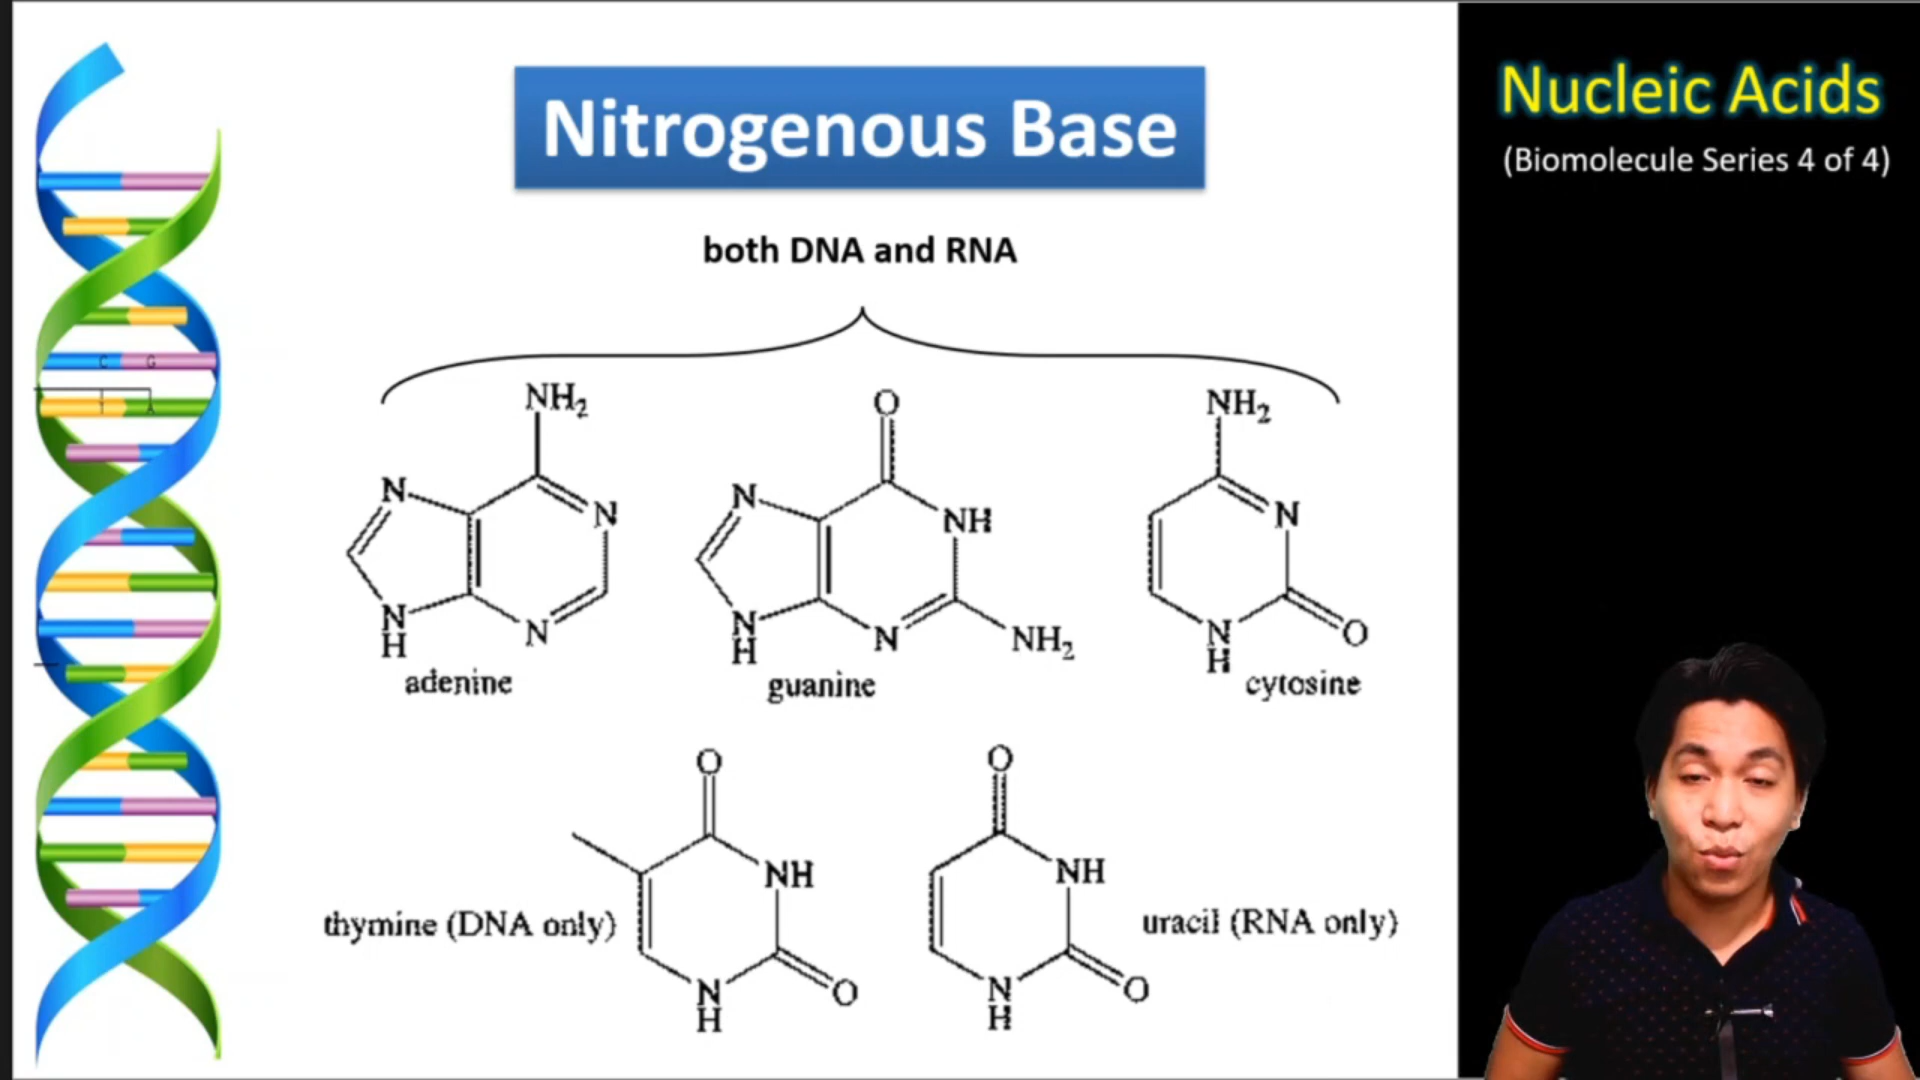 Nitrogenous Base
Nucleic Acids
(Biomolecule Series 4 of 4)
both DNA and RNA
C G
T A
NH₂
N
N
N
H
N
adenine
O
N
NH
N
H
N
NH₂
guanine
NH₂
N
N
H
O
cytosine
O
NH
thymine (DNA only)
N
H
O
O
NH
uracil (RNA only)
N
H
O